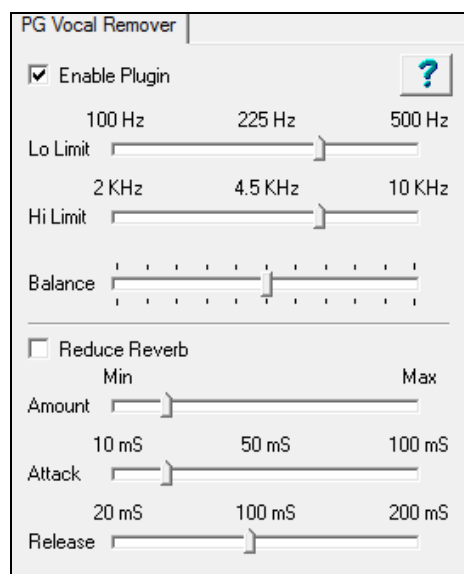 PG Vocal Remover
Enable Plugin ?
100 Hz 225 Hz 500 Hz
Lo Limit
2 KHz 4.5 KHz 10 KHz
Hi Limit
Balance
Reduce Reverb
Min Max
Amount
10 mS 50 mS 100 mS
Attack
20 mS 100 mS 200 mS
Release